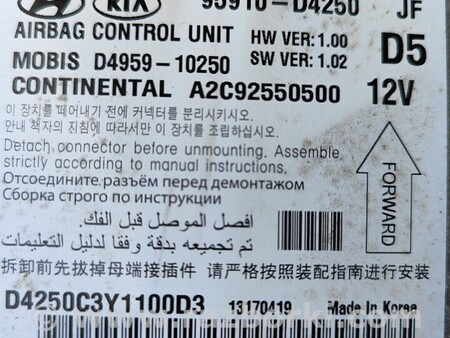 KIA 95910-D4250 JF
AIRBAG CONTROL UNIT HW VER: 1.00 D5
MOBIS D4959-10250 SW VER: 1.02
CONTINENTAL A2C92550500 12V
이 장치를 떼어내기 전에 커넥터를 분리시키시오.
안내 책자의 진침에 따라서만 이 장치를 조립하십시오.
Detach connector before unmounting. Assemble
strictly according to manual instructions.
Отсоедините разъём перед демонтажом
Сборка строго по инструкции
FORWARD
افصل الموصل قبل الفك.
تم تجميعه بدقة وفقا لدليل التعليمات
拆卸前先拔掉母端接插件 请严格按照装配指南进行安装
D4250C3Y1100D3 13170419 Made In Korea